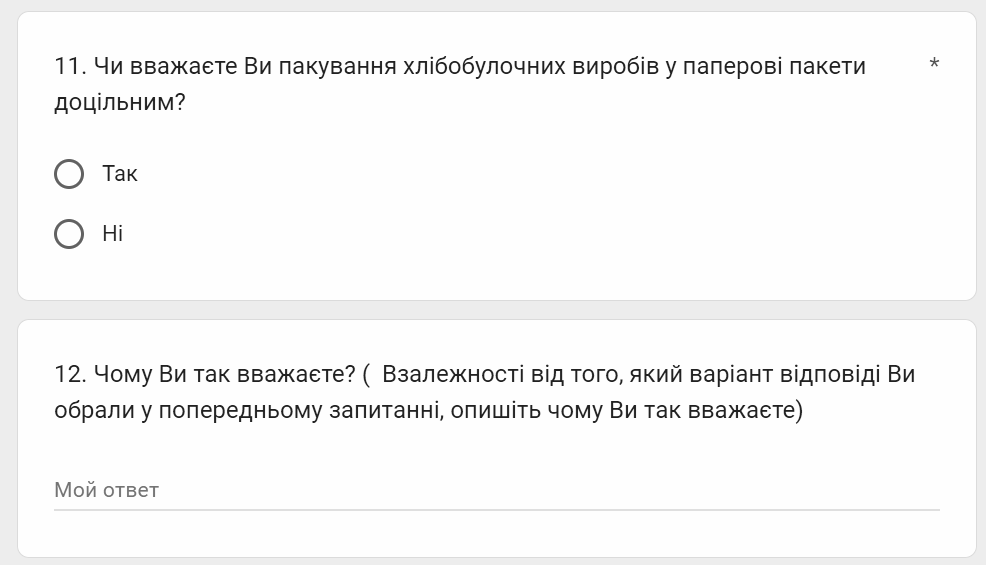 11. Чи вважаєте Ви пакування хлібобулочних виробів у паперові пакети *
доцільним?
Так
Ні
12. Чому Ви так вважаєте? (  Взалежності від того, який варіант відповіді Ви
обрали у попередньому запитанні, опишіть чому Ви так вважаєте)
Мой ответ